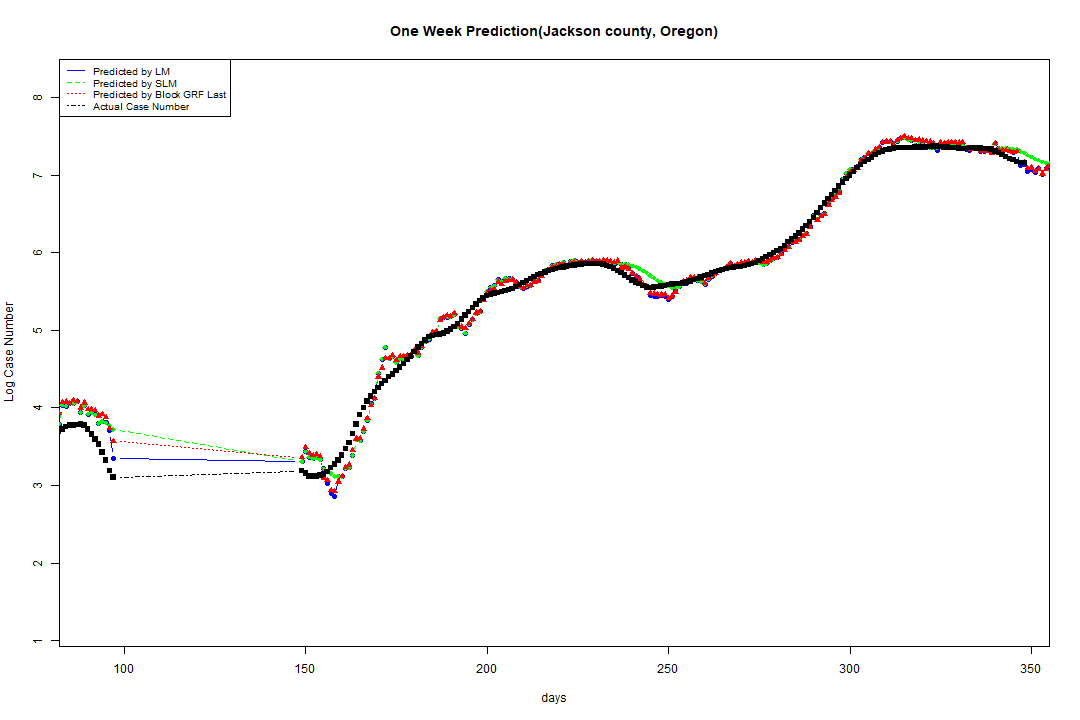 One Week Prediction(Jackson county, Oregon)
Predicted by LM
Predicted by SLM
Predicted by Block GRF Last
Actual Case Number
Log Case Number
8
7
6
5
4
3
2
1
100 150 200 250 300 350
days